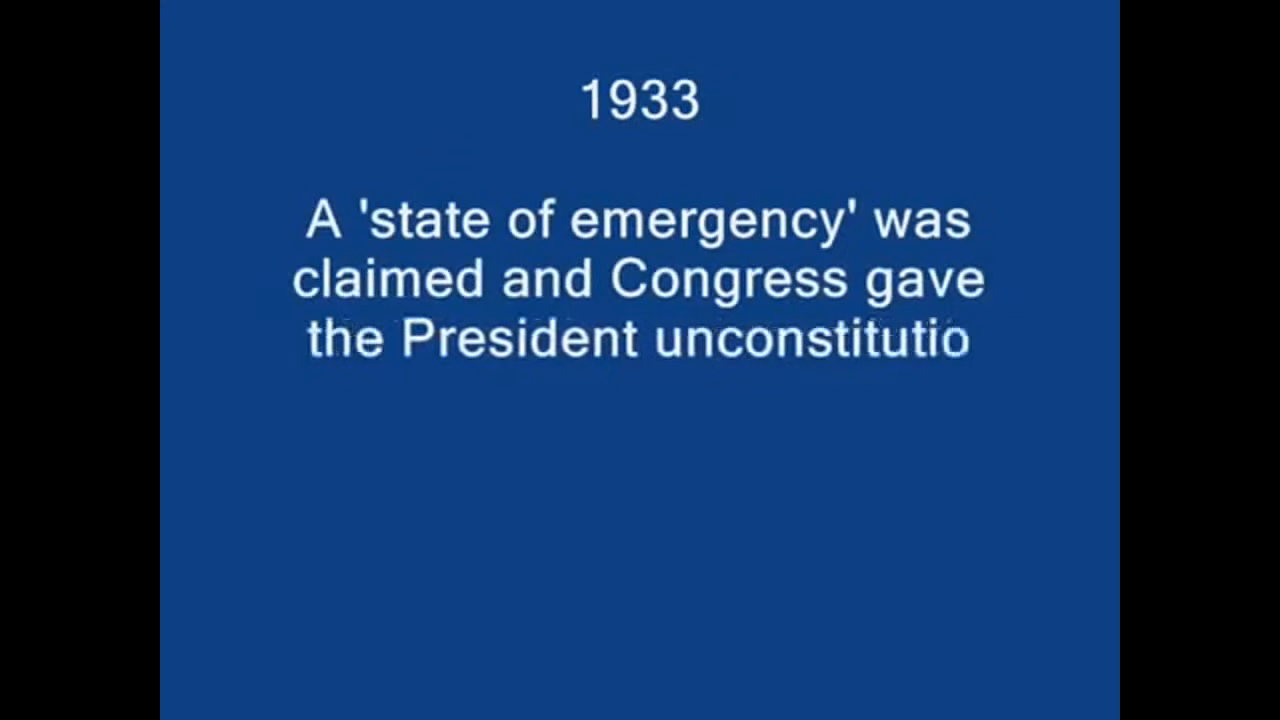 1933
A 'state of emergency' was
claimed and Congress gave
the President unconstitutio